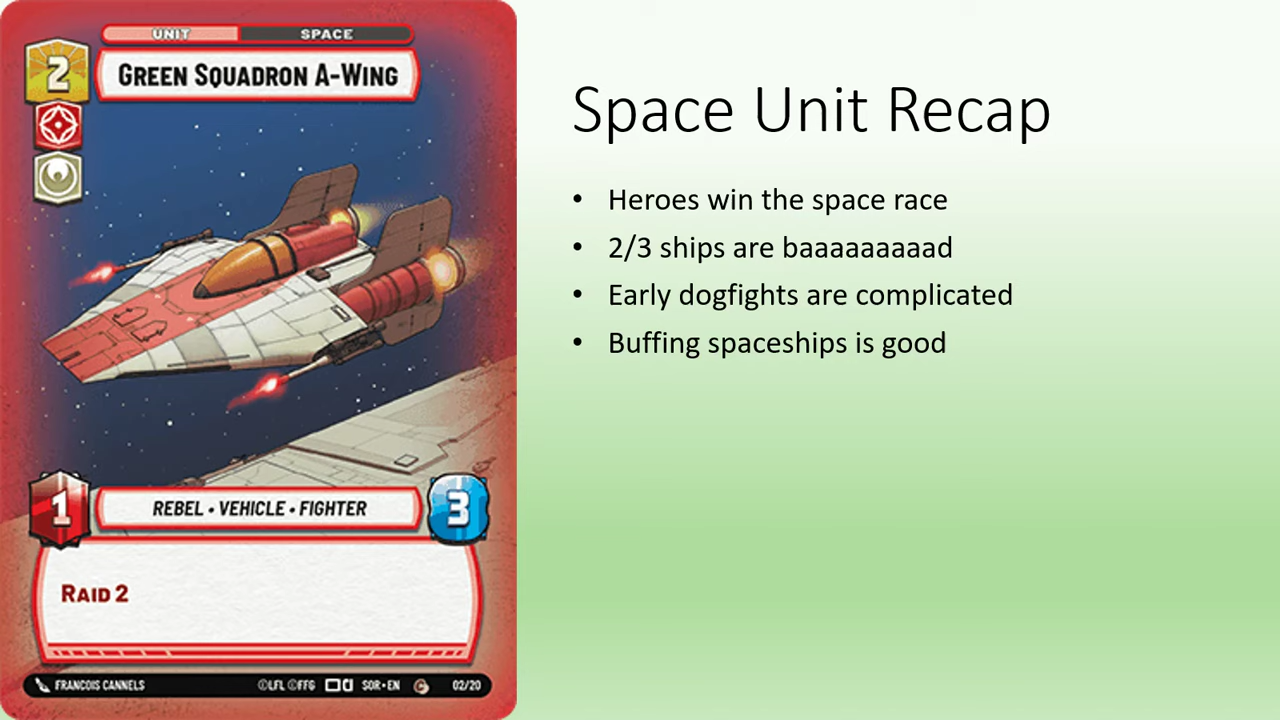 UNIT
SPACE
2
GREEN SQUADRON A-WING
1
REBEL • VEHICLE • FIGHTER
3
RAID 2
FRANCOIS CANNELS
©LFL ©FFG
SOR • EN
C
02/20
Space Unit Recap
• Heroes win the space race
• 2/3 ships are baaaaaaaaad
• Early dogfights are complicated
• Buffing spaceships is good